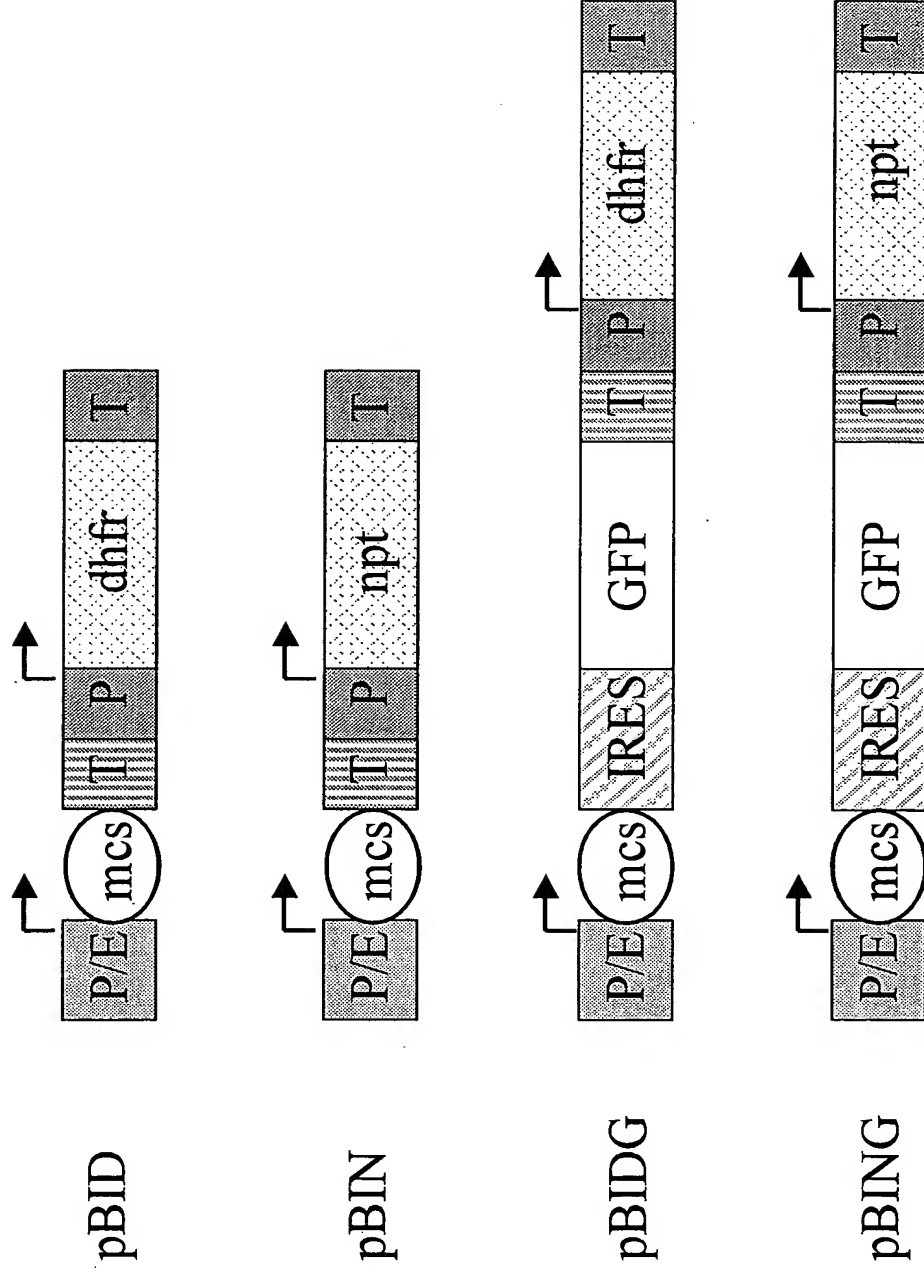 pBID P/E mcs T P dhfr T
pBIN P/E mcs T P npt T
pBIDG P/E mcs IRES GFP T P dhfr T
pBING P/E mcs IRES GFP T P npt T